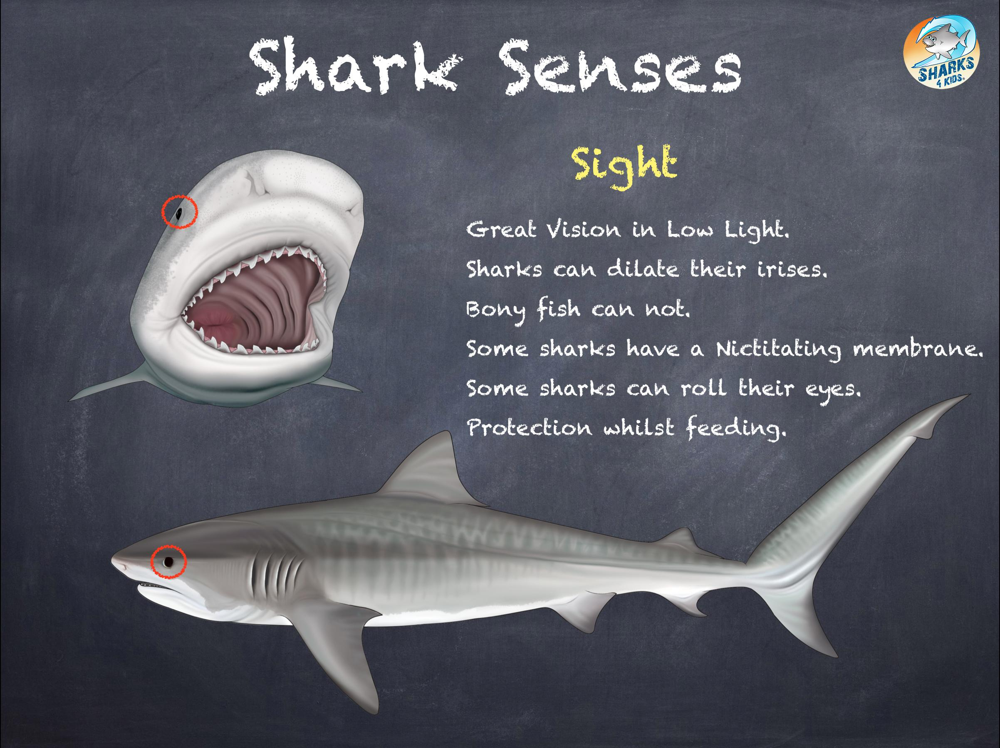 Shark Senses
SHARKS
4 KIDS®
Sight
Great Vision in Low Light.
Sharks can dilate their irises.
Bony fish can not.
Some sharks have a Nictitating membrane.
Some sharks can roll their eyes.
Protection whilst feeding.